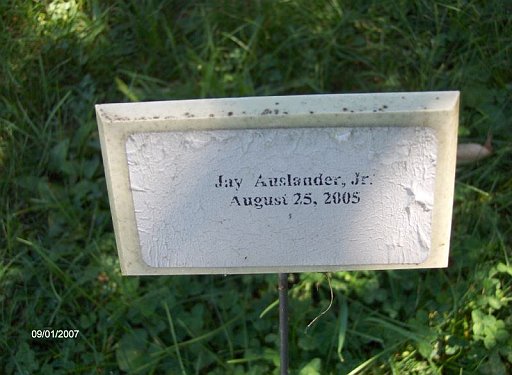 Jay Auslander, Jr.
August 25, 2005
09/01/2007